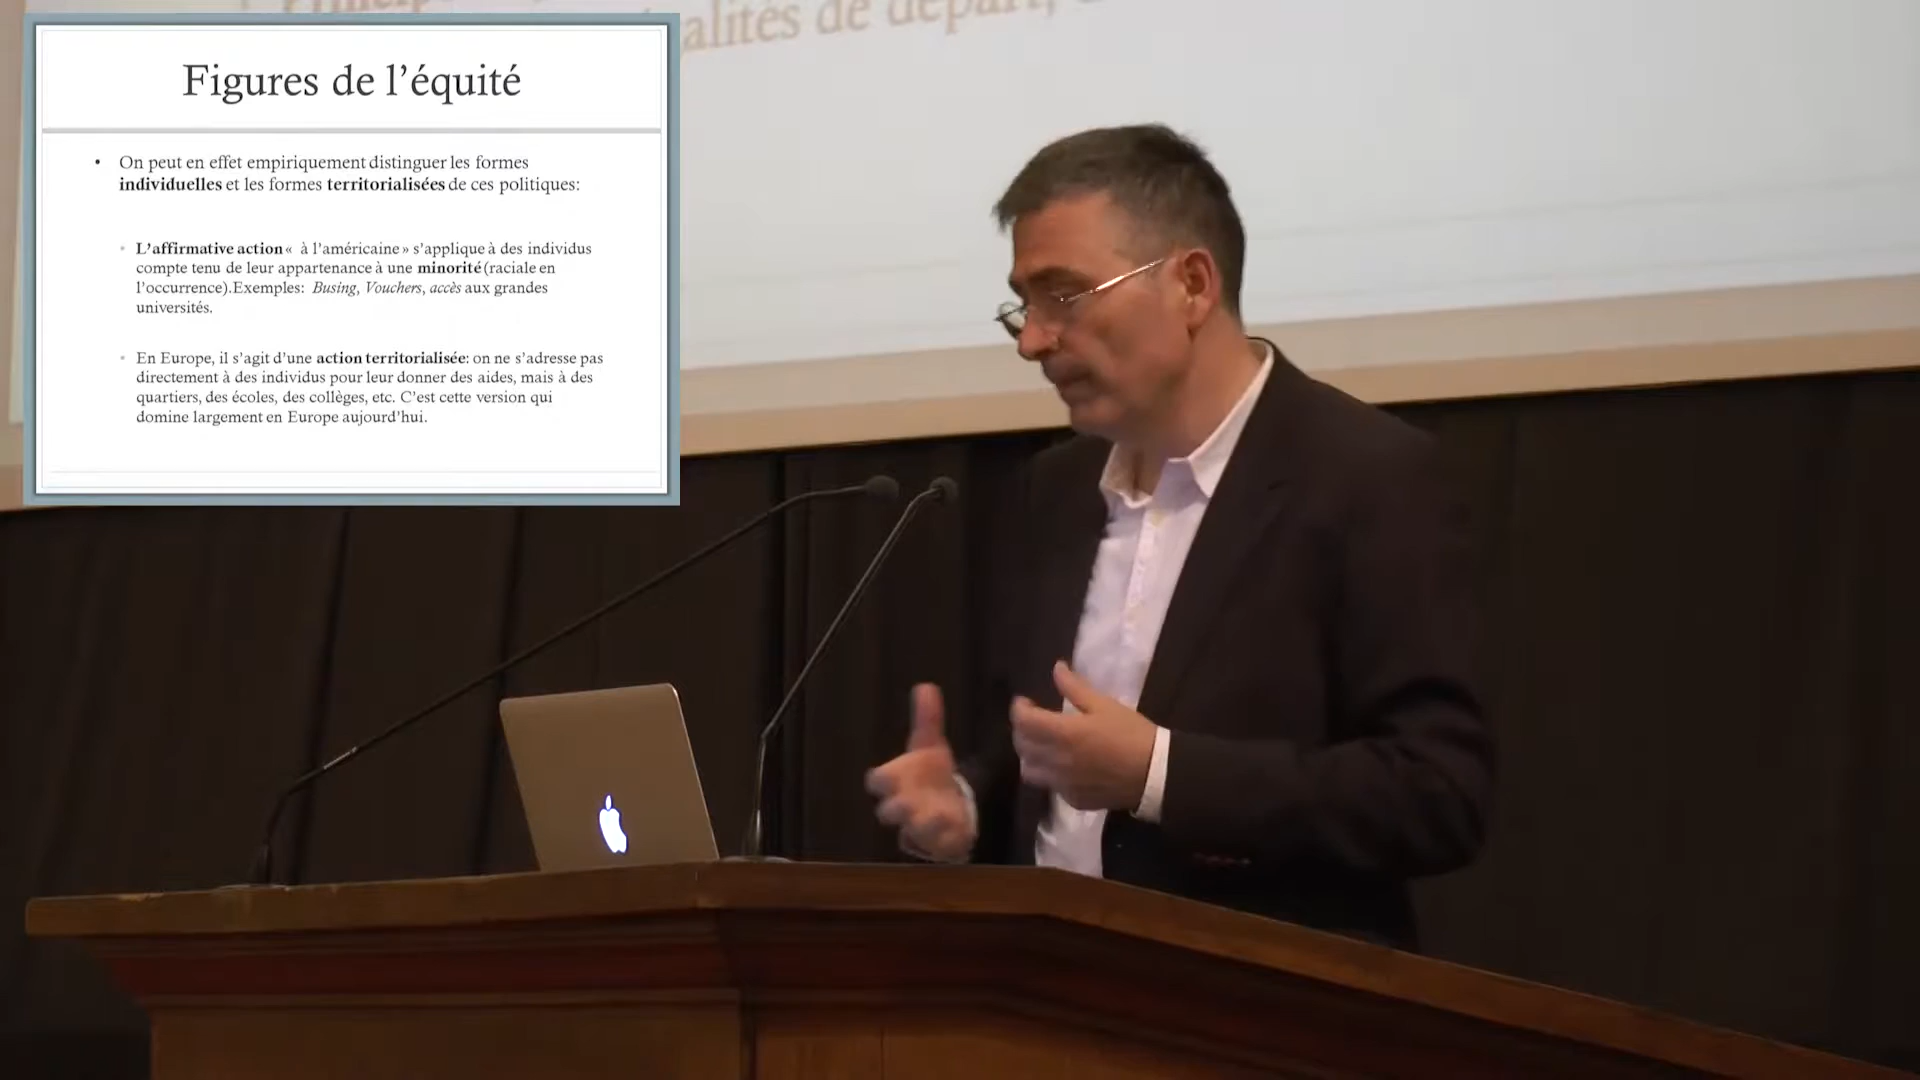 alités de départ,
Figures de l'équité
• On peut en effet empiriquement distinguer les formes
individuelles et les formes territorialisées de ces politiques:
• L'affirmative action « à l'américaine » s'applique à des individus
compte tenu de leur appartenance à une minorité (raciale en
l'occurrence).Exemples: Busing, Vouchers, accès aux grandes
universités.
• En Europe, il s'agit d'une action territorialisée: on ne s'adresse pas
directement à des individus pour leur donner des aides, mais à des
quartiers, des écoles, des collèges, etc. C'est cette version qui
domine largement en Europe aujourd'hui.